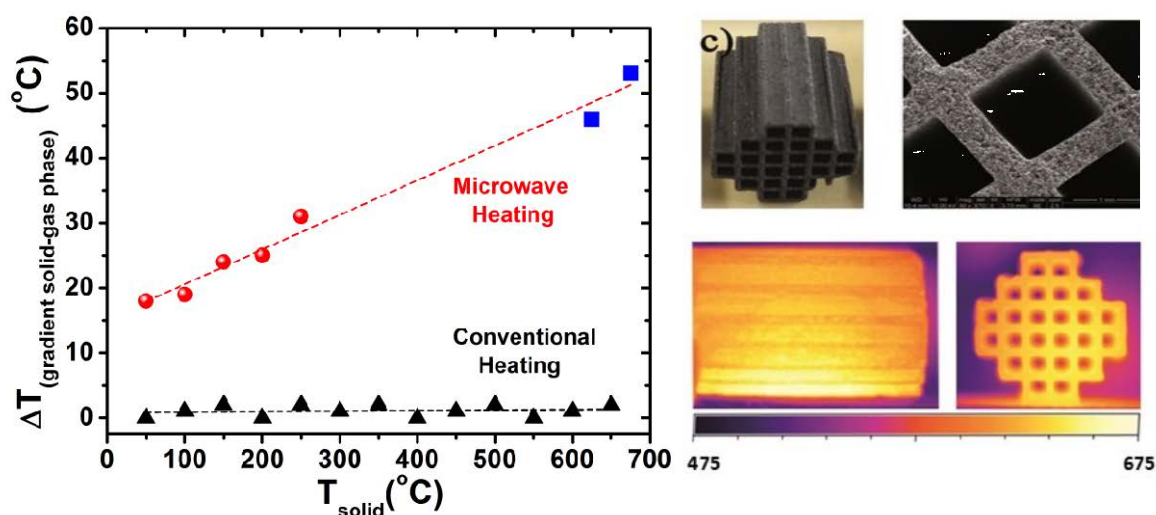 60
50
40
30
20
10
0
ΔT(gradient solid-gas phase) (°C)
Microwave
Heating
Conventional
Heating
0 100 200 300 400 500 600 700
Tsolid(°C)
c)
475 675